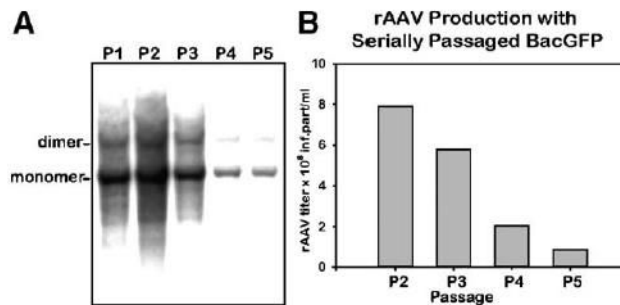 A
P1 P2 P3 P4 P5
dimer-
monomer-
B
rAAV Production with
Serially Passaged BacGFP
rAAV titer × 10⁸ inf.part/ml
10
8
6
4
2
0
P2 P3 P4 P5
Passage